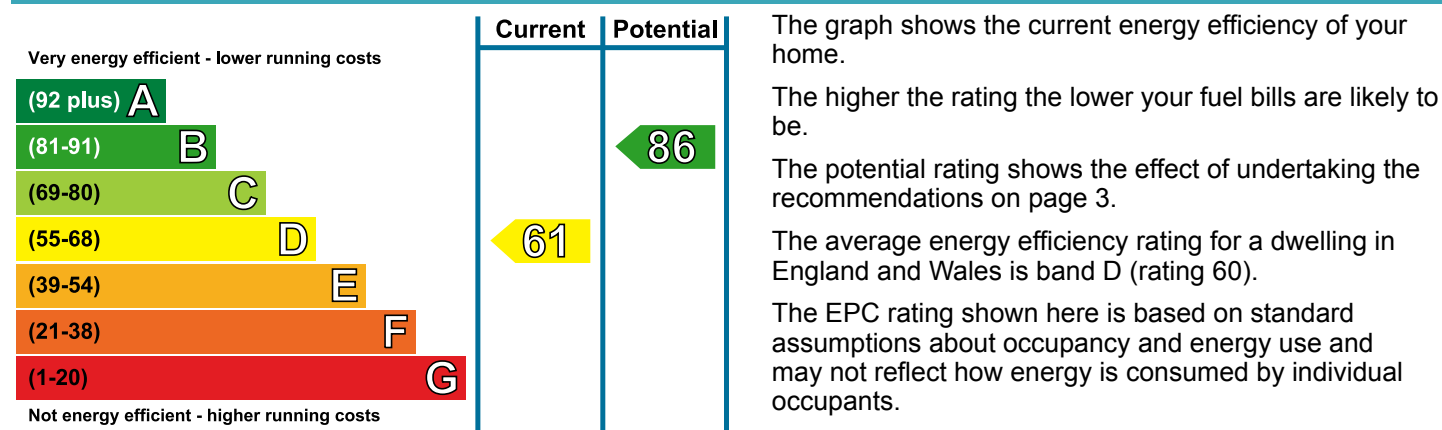 Current Potential
Very energy efficient - lower running costs
(92 plus) A
(81-91) B
86
(69-80) C
(55-68) D
61
(39-54) E
(21-38) F
(1-20) G
Not energy efficient - higher running costs
The graph shows the current energy efficiency of your
home.
The higher the rating the lower your fuel bills are likely to
be.
The potential rating shows the effect of undertaking the
recommendations on page 3.
The average energy efficiency rating for a dwelling in
England and Wales is band D (rating 60).
The EPC rating shown here is based on standard
assumptions about occupancy and energy use and
may not reflect how energy is consumed by individual
occupants.